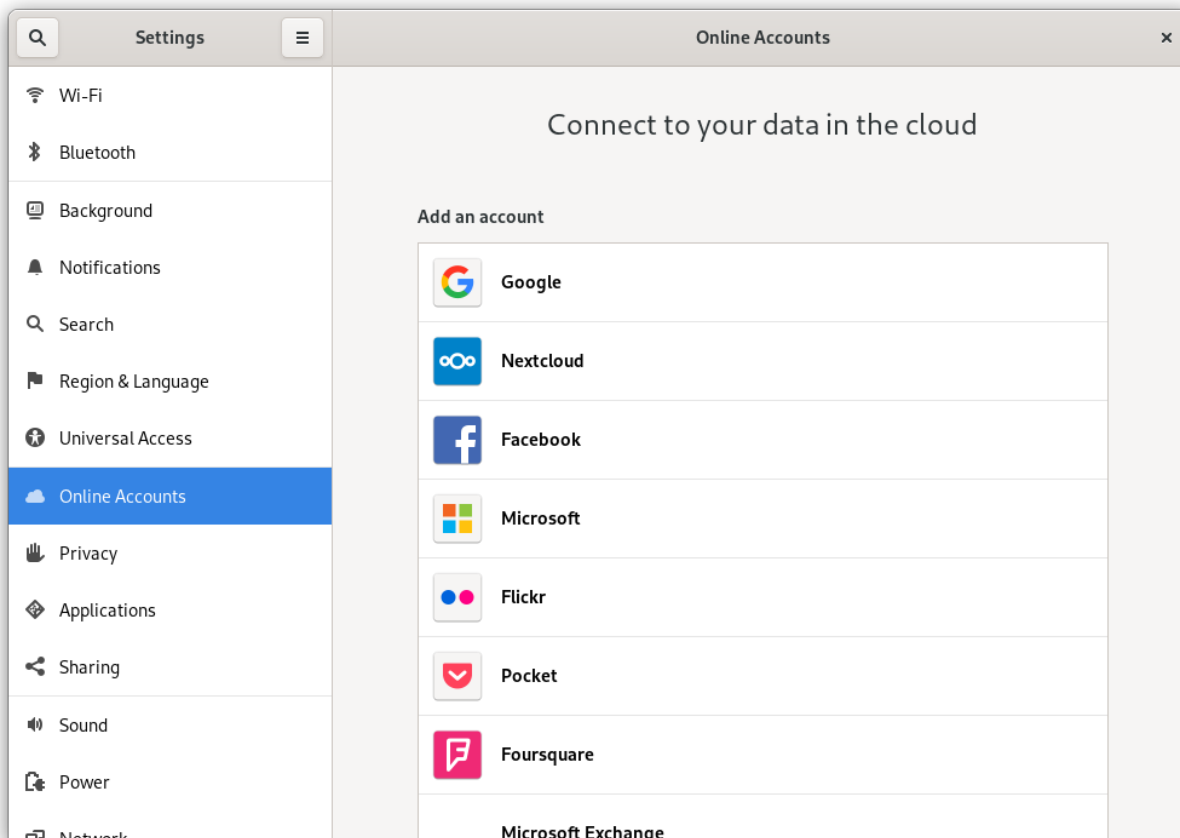 Settings
Online Accounts
Wi-Fi
Bluetooth
Background
Notifications
Search
Region & Language
Universal Access
Online Accounts
Privacy
Applications
Sharing
Sound
Power
Network
Connect to your data in the cloud
Add an account
Google
Nextcloud
Facebook
Microsoft
Flickr
Pocket
Foursquare
Microsoft Exchange